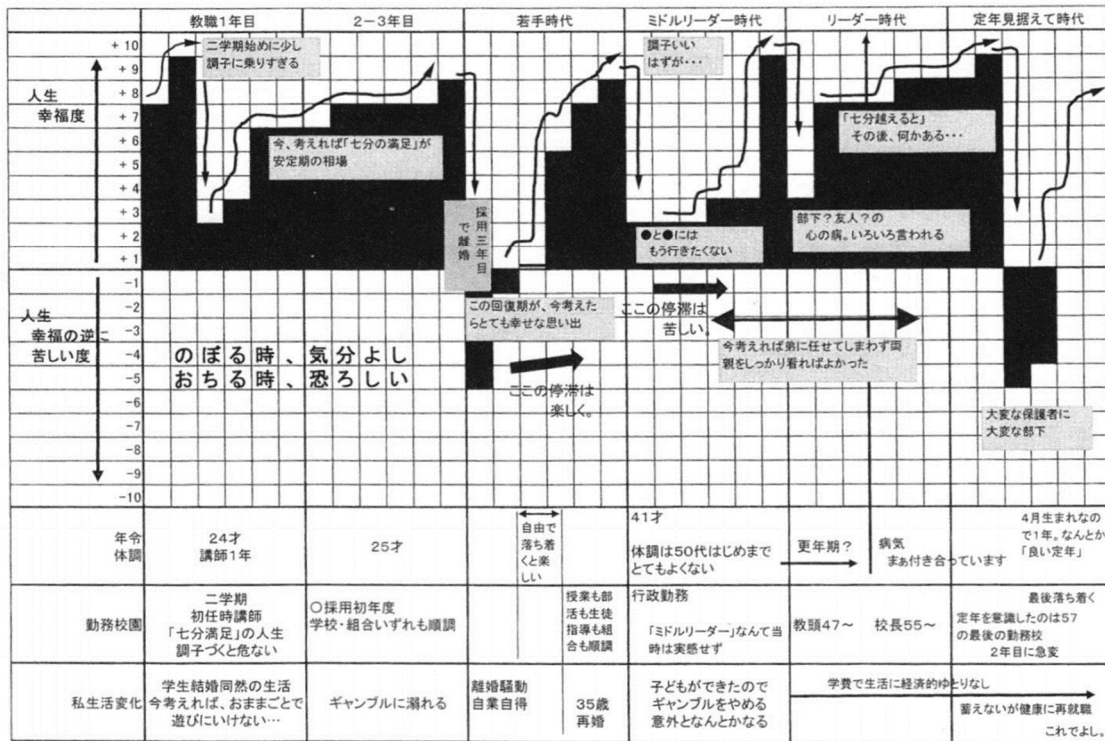 教職1年目
2－3年目
若手時代
ミドルリーダー時代
リーダー時代
定年見据えて時代
＋10
＋9
＋8
＋7
＋6
＋5
＋4
＋3
＋2
＋1
－1
－2
－3
－4
－5
－6
－7
－8
－9
－10
人生
幸福度
人生
幸福の逆に
苦しい度
二学期始めに少し
調子に乗りすぎる
今、考えれば「七分の満足」が
安定期の相場
採用三年目
で離婚
この回復期が、今考えた
らとても幸せな思い出
ここの停滞は
楽しく。
のぼる時、気分よし
おちる時、恐ろしい
調子いい
はずが・・・
●と●には
もう行きたくない
ここの停滞は
苦しい。
「七分越えると」
その後、何かある・・・
部下？友人？の
心の病。いろいろ言われる
今考えれば弟に任せてしまわず両
親をしっかり看ればよかった
大変な保護者に
大変な部下
年令
体調
24才
講師1年
25才
自由で
落ち着
くと楽
しい
41才
体調は50代はじめまで
とてもよくない
更年期？
病気
まぁ付き合っています
4月生まれなの
で1年。なんとか
「良い定年」
勤務校園
二学期
初任時講師
「七分満足」の人生
調子づくと危ない
○採用初年度
学校・組合いずれも順調
授業も部
活も生徒
指導も組
合も順調
行政勤務
「ミドルリーダー」なんて当
時は実感せず
教頭47～
校長55～
最後落ち着く
定年を意識したのは57
の最後の勤務校
2年目に急変
私生活変化
学生結婚同然の生活
今考えれば、おままごとで
遊びにいけない…
ギャンブルに溺れる
離婚騒動
自業自得
35歳
再婚
子どもができたので
ギャンブルをやめる
意外となんとかなる
学費で生活に経済的ゆとりなし
蓄えないが健康に再就職
これでよし。